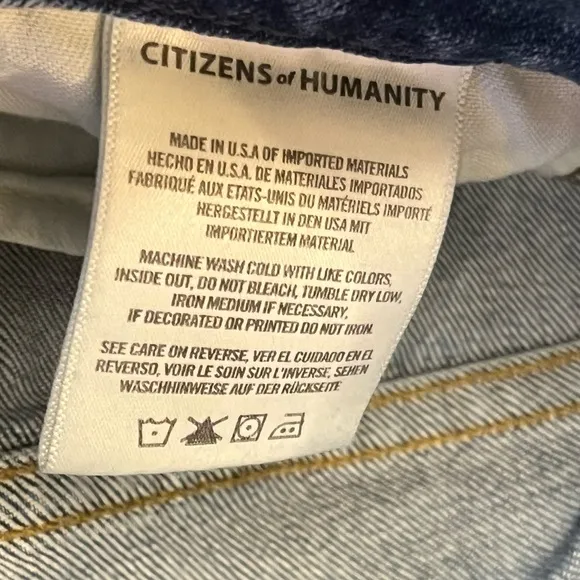 CITIZENS of HUMANITY
MADE IN U.S.A OF IMPORTED MATERIALS
HECHO EN U.S.A. DE MATERIALES IMPORTADOS
FABRIQUÉ AUX ETATS-UNIS DU MATÉRIELS IMPORTÉ
HERGESTELLT IN DEN USA MIT
IMPORTIERTEM MATERIAL
MACHINE WASH COLD WITH LIKE COLORS,
INSIDE OUT, DO NOT BLEACH, TUMBLE DRY LOW,
IRON MEDIUM IF NECESSARY,
IF DECORATED OR PRINTED DO NOT IRON.
SEE CARE ON REVERSE, VER EL CUIDADO EN EL
REVERSO, VOIR LE SOIN SUR L'INVERSE, SEHEN
WASCHHINWEISE AUF DER RÜCKSEITE